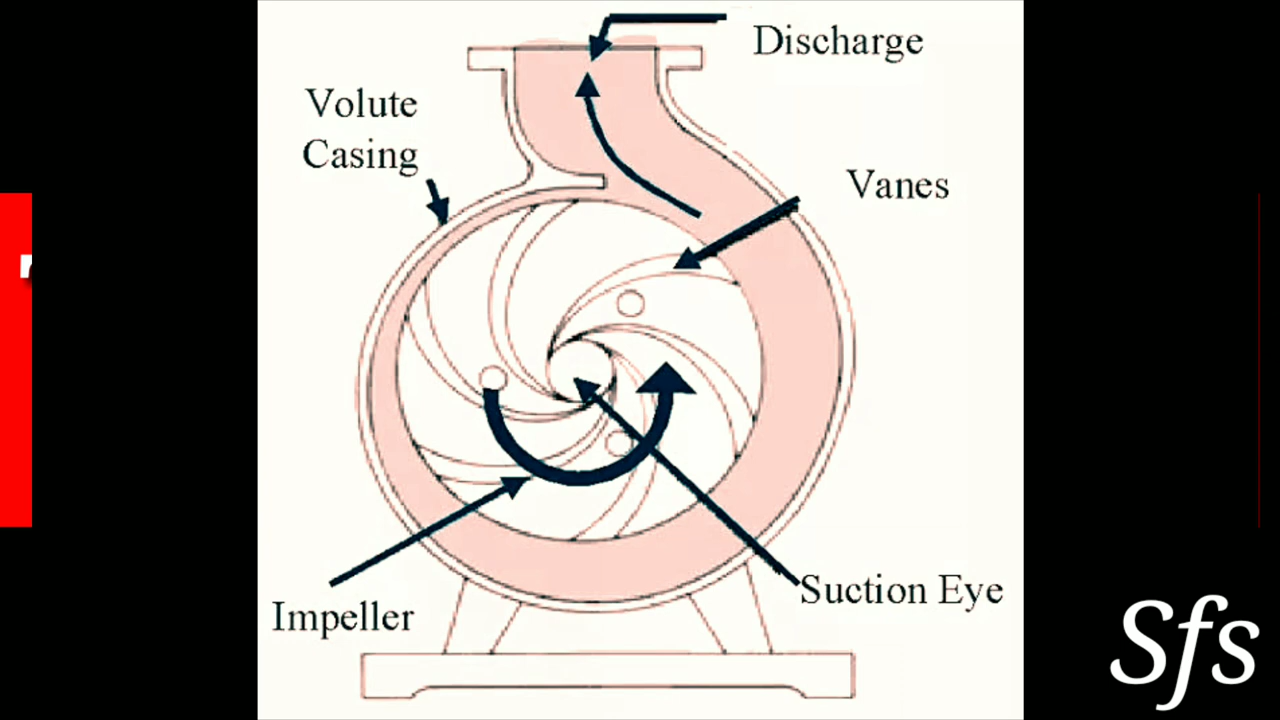 Discharge
Volute
Casing
Vanes
Suction Eye
Impeller
Sfs